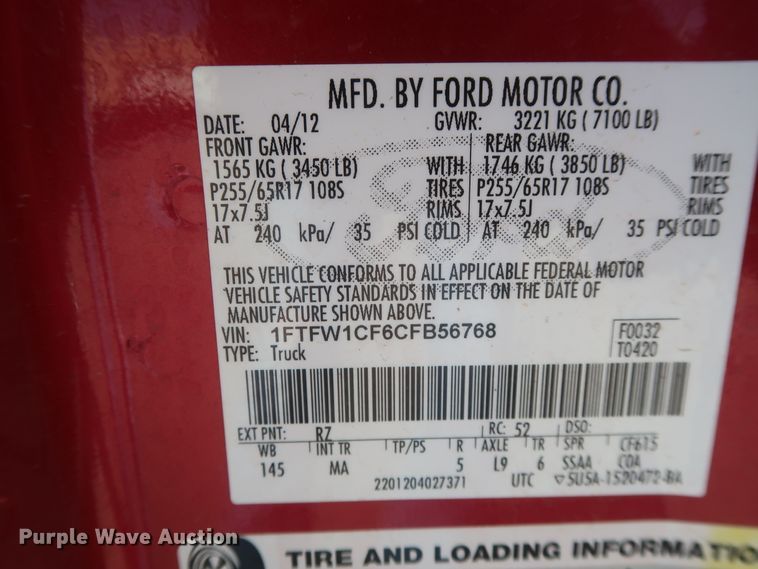 MFD. BY FORD MOTOR CO.
DATE: 04/12 GVWR: 3221 KG ( 7100 LB)
FRONT GAWR: REAR GAWR:
1565 KG ( 3450 LB) WITH 1746 KG ( 3850 LB) WITH
P255/65R17 108S TIRES P255/65R17 108S TIRES
17x7.5J RIMS 17x7.5J RIMS
AT 240 kPa/ 35 PSI COLD AT 240 kPa/ 35 PSI COLD
THIS VEHICLE CONFORMS TO ALL APPLICABLE FEDERAL MOTOR
VEHICLE SAFETY STANDARDS IN EFFECT ON THE DATE OF
MANUFACTURE SHOWN ABOVE.
VIN: 1FTFW1CF6CFB56768 F0032
TYPE: Truck T0420
EXT PNT: RZ RC: 52 DSO:
WB INT TR TP/PS R AXLE TR SPR CF615
145 MA 5 L9 6 SSAA COA
2201204027371 UTC ▽5U5A-1520472-BA
TIRE AND LOADING INFORMATION
Purple Wave Auction